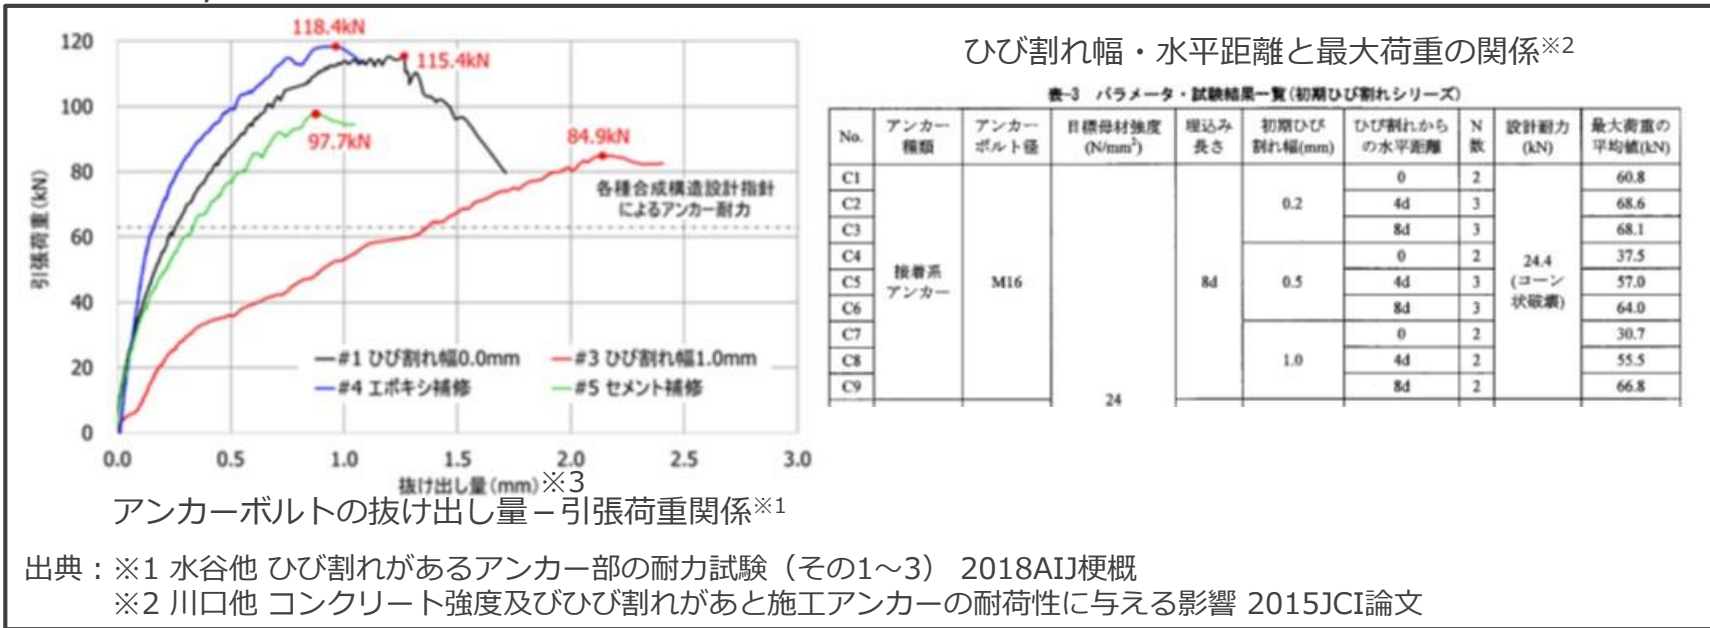 118.4kN
115.4kN
97.7kN
84.9kN
各種合成構造設計指針
によるアンカー耐力
120
100
80
60
40
20
0
引張荷重(kN)
#1 ひび割れ幅0.0mm
#3 ひび割れ幅1.0mm
#4 エポキシ補修
#5 セメント補修
0.0 0.5 1.0 1.5 2.0 2.5 3.0
抜け出し量(mm)※3
アンカーボルトの抜け出し量－引張荷重関係※1
ひび割れ幅・水平距離と最大荷重の関係※2
表-3 パラメータ・試験結果一覧(初期ひび割れシリーズ)
No. アンカー種類 アンカーボルト径 目標母材強度(N/mm²) 埋込み長さ 初期ひび割れ幅(mm) ひび割れからの水平距離 N数 設計耐力(kN) 最大荷重の平均値(kN)
C1 0 2 60.8
C2 0.2 4d 3 68.6
C3 8d 3 68.1
C4 0 2 37.5
C5 接着系アンカー M16 8d 0.5 4d 3 24.4(コーン状破壊) 57.0
C6 8d 3 64.0
C7 0 2 30.7
C8 1.0 4d 2 55.5
C9 24 8d 2 66.8
出典：※1 水谷他 ひび割れがあるアンカー部の耐力試験（その1～3） 2018AIJ梗概
※2 川口他 コンクリート強度及びひび割れがあと施工アンカーの耐荷性に与える影響 2015JCI論文